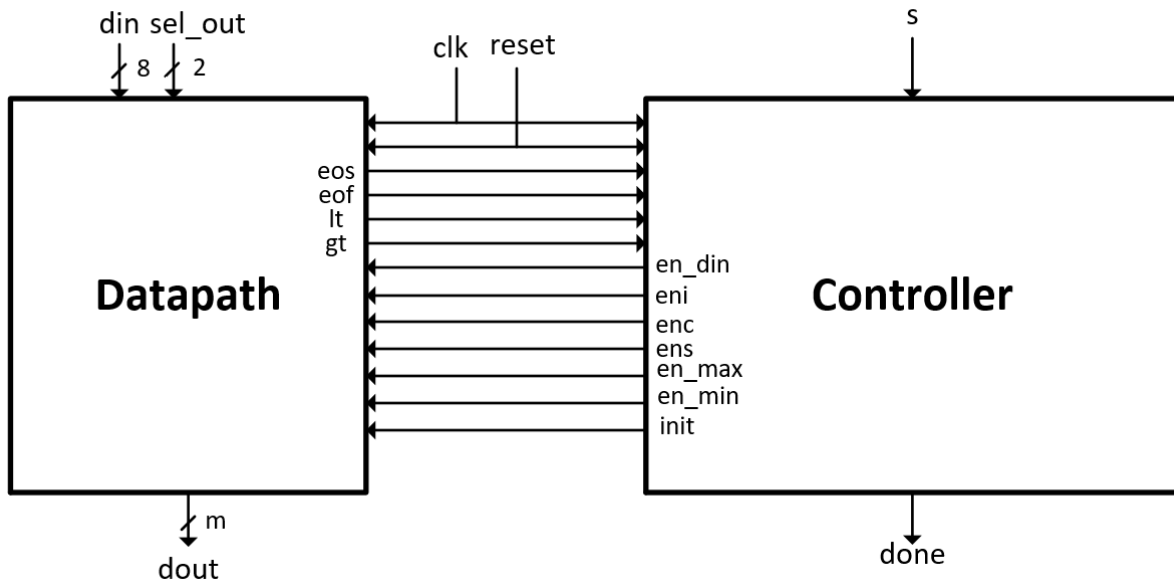 din sel_out
8 2
clk reset
s
eos
eof
lt
gt
en_din
eni
enc
ens
en_max
en_min
init
Datapath
Controller
m
dout
done